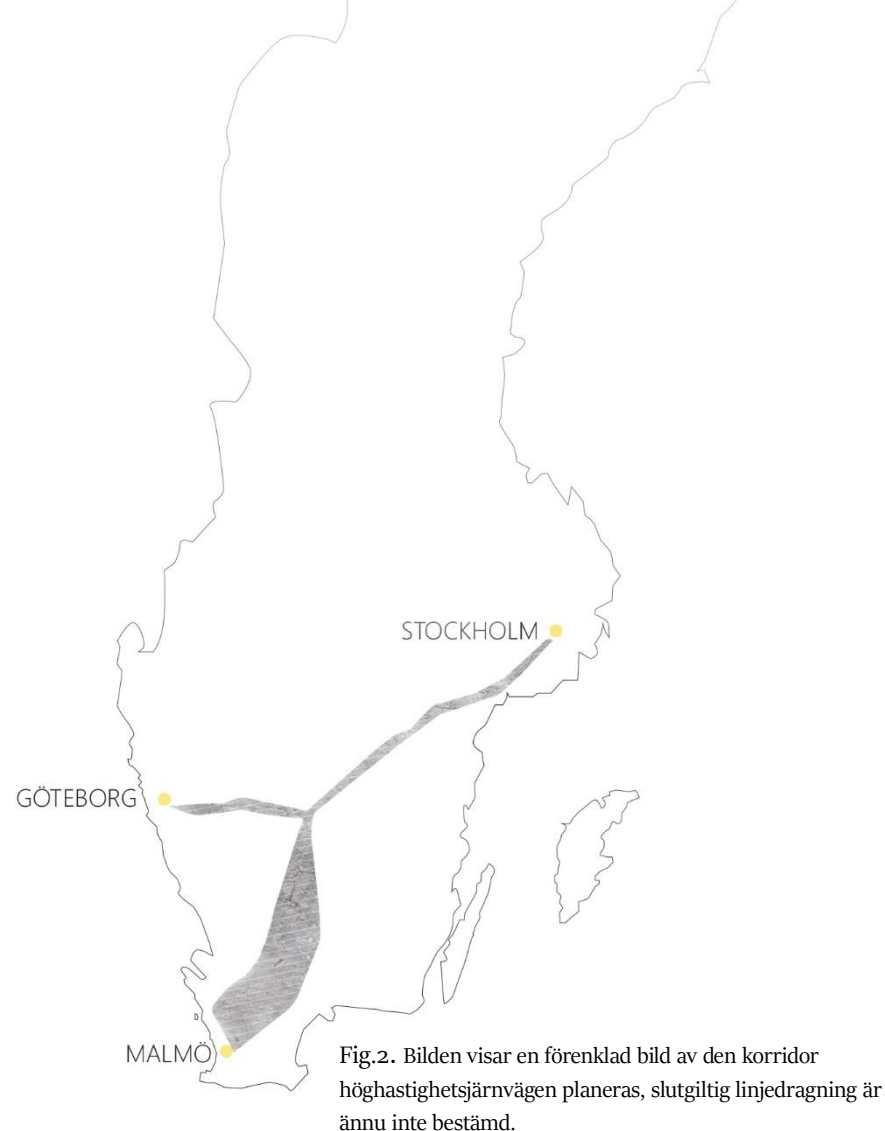 STOCKHOLM
GÖTEBORG
MALMÖ
Fig.2. Bilden visar en förenklad bild av den korridor
höghastighetsjärnvägen planeras, slutgiltig linjedragning är
ännu inte bestämd.